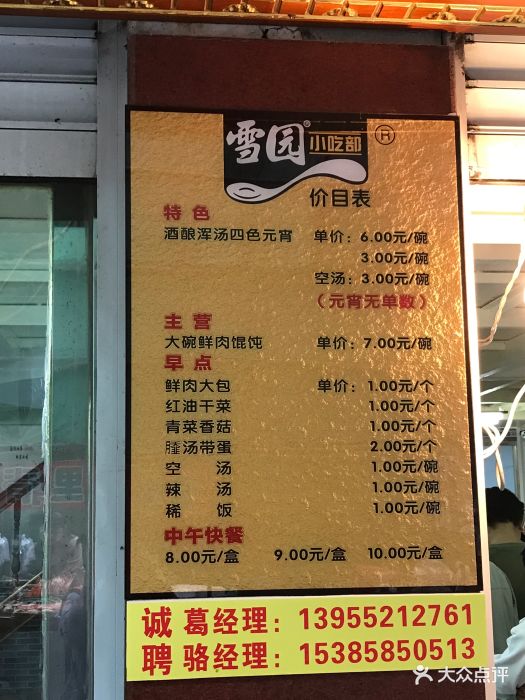 雪园® 小吃部 ®
价目表
特色
酒酿浑汤四色元宵 单价：6.00元/碗
3.00元/碗
空汤：3.00元/碗
（元宵无单数）
主营
大碗鲜肉馄饨 单价：7.00元/碗
早点
鲜肉大包 单价：1.00元/个
红油干菜 1.00元/个
青菜香菇 1.00元/个
汤带蛋 2.00元/个
空汤 1.00元/碗
辣汤 1.00元/碗
稀饭 1.00元/碗
中午快餐
8.00元/盒 9.00元/盒 10.00元/盒
诚 葛经理：13955212761
聘 骆经理：15385850513
大众点评